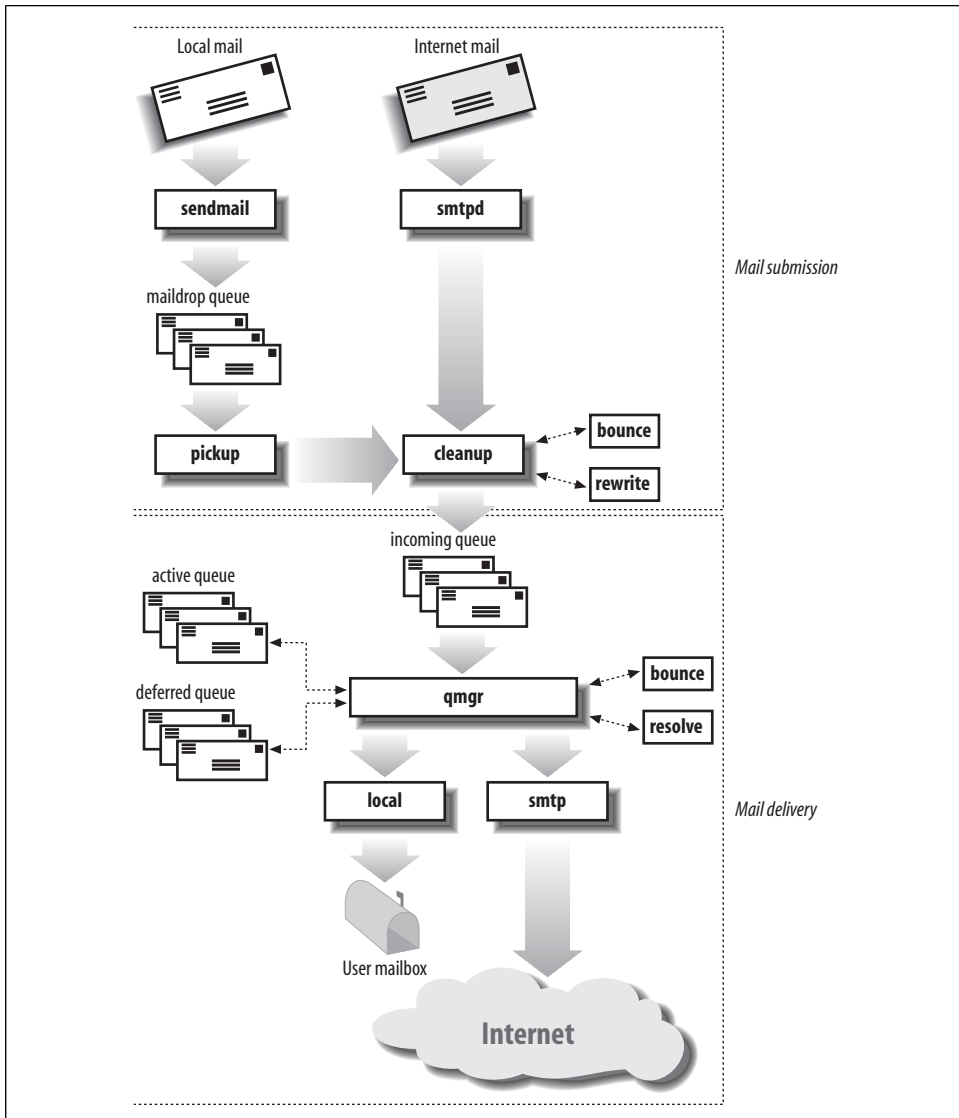 Local mail
Internet mail
sendmail
smtpd
Mail submission
maildrop queue
pickup
cleanup
bounce
rewrite
incoming queue
active queue
deferred queue
qmgr
bounce
resolve
local
smtp
Mail delivery
User mailbox
Internet